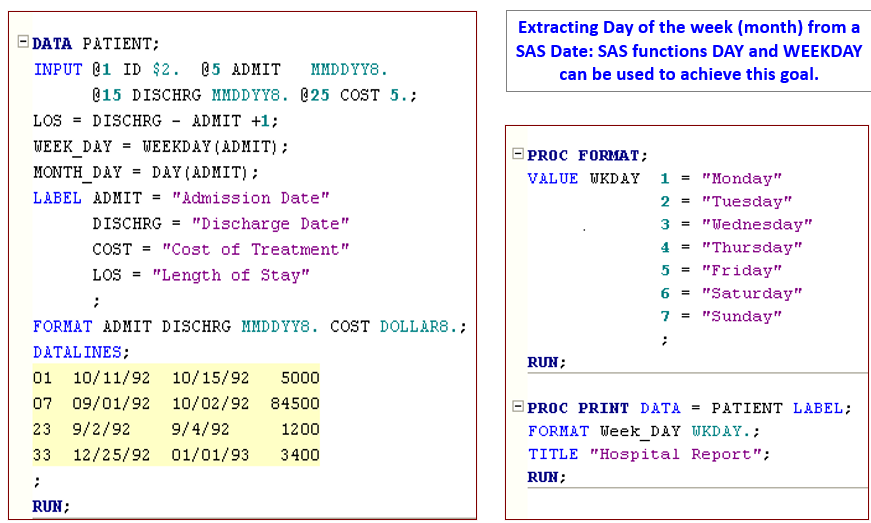 DATA PATIENT;
INPUT @1 ID $2. @5 ADMIT MMDDYY8.
@15 DISCHRG MMDDYY8. @25 COST 5.;
LOS = DISCHRG - ADMIT +1;
WEEK_DAY = WEEKDAY(ADMIT);
MONTH_DAY = DAY(ADMIT);
LABEL ADMIT = "Admission Date"
DISCHRG = "Discharge Date"
COST = "Cost of Treatment"
LOS = "Length of Stay"
;
FORMAT ADMIT DISCHRG MMDDYY8. COST DOLLAR8.;
DATALINES;
01 10/11/92 10/15/92 5000
07 09/01/92 10/02/92 84500
23 9/2/92 9/4/92 1200
33 12/25/92 01/01/93 3400
;
RUN;
Extracting Day of the week (month) from a
SAS Date: SAS functions DAY and WEEKDAY
can be used to achieve this goal.
PROC FORMAT;
VALUE WKDAY 1 = "Monday"
2 = "Tuesday"
3 = "Wednesday"
4 = "Thursday"
5 = "Friday"
6 = "Saturday"
7 = "Sunday"
;
RUN;
PROC PRINT DATA = PATIENT LABEL;
FORMAT Week_DAY WKDAY.;
TITLE "Hospital Report";
RUN;